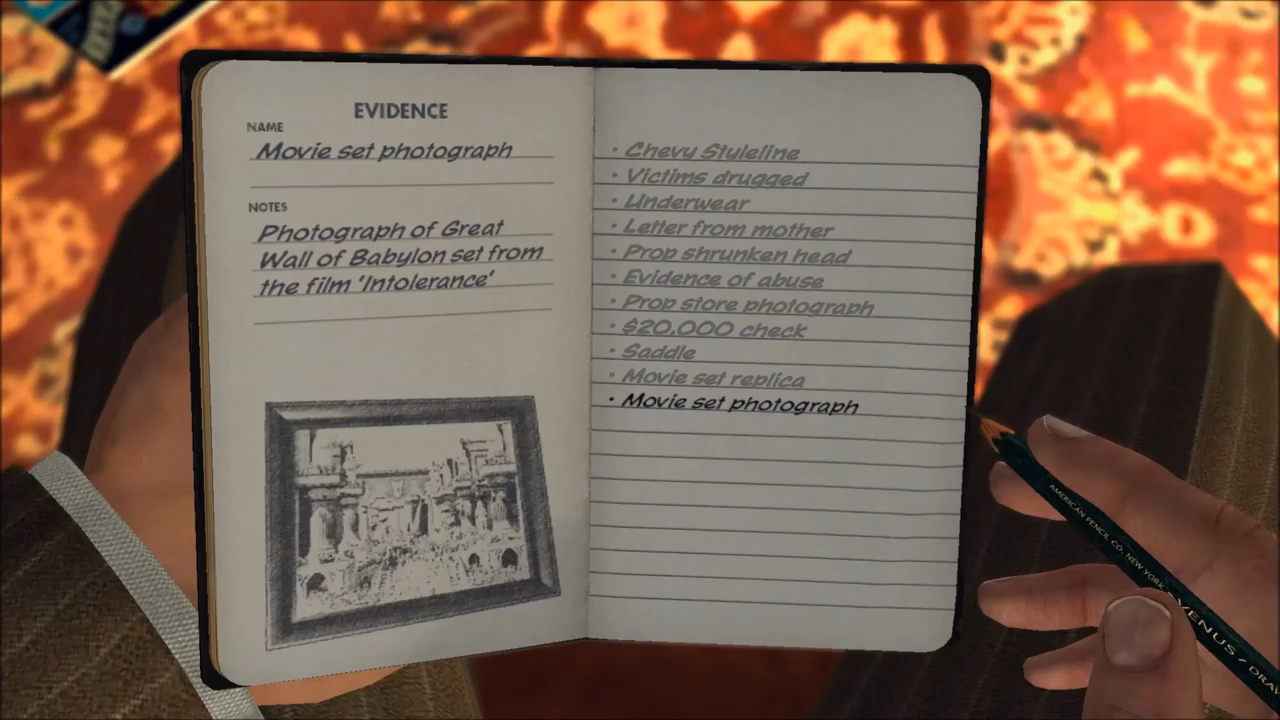 EVIDENCE
NAME
Movie set photograph
NOTES
Photograph of Great
Wall of Babylon set from
the film 'Intolerance'
• Chevy Styleline
• Victims drugged
• Underwear
• Letter from mother
• Prop shrunken head
• Evidence of abuse
• Prop store photograph
• $20,000 check
• Saddle
• Movie set replica
• Movie set photograph
AMERICAN PENCIL CO. NEW YORK
VENUS / DRAW